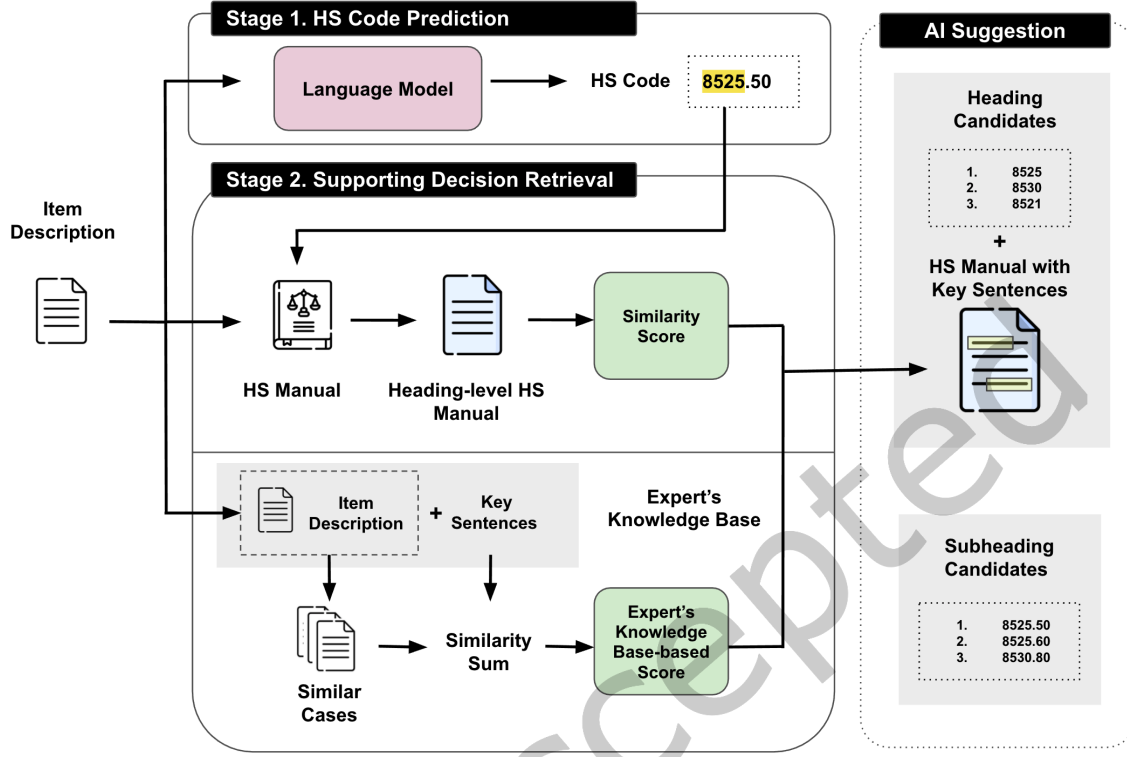 Stage 1. HS Code Prediction
Language Model
HS Code
8525.50
Stage 2. Supporting Decision Retrieval
Item
Description
HS Manual
Heading-level HS
Manual
Similarity
Score
Item
Description
+
Key
Sentences
Expert's
Knowledge Base
Similar
Cases
Similarity
Sum
Expert's
Knowledge
Base-based
Score
AI Suggestion
Heading
Candidates
1. 8525
2. 8530
3. 8521
+
HS Manual with
Key Sentences
Subheading
Candidates
1. 8525.50
2. 8525.60
3. 8530.80